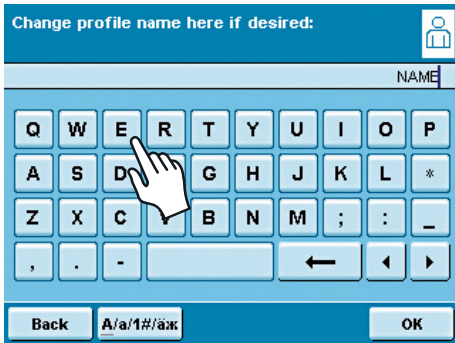 Change profile name here if desired:
NAME
Q W E R T Y U I O P
A S D G H J K L *
Z X C V B N M ; : _
, . -
Back A/a/1#/äж OK